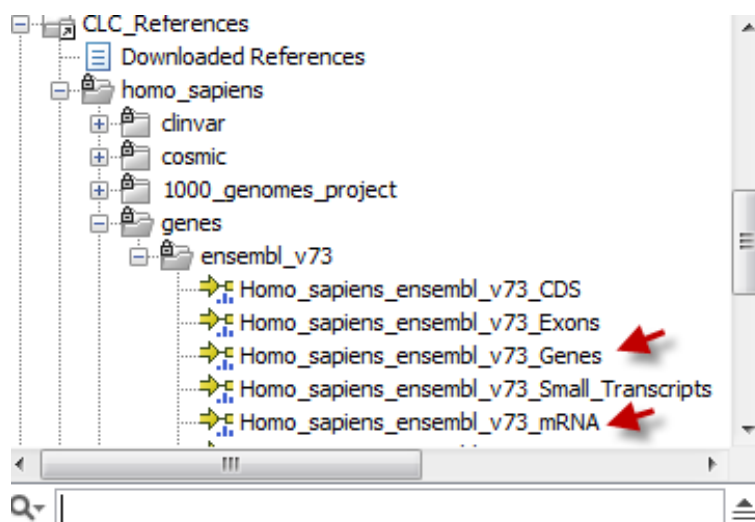 CLC_References
Downloaded References
homo_sapiens
clinvar
cosmic
1000_genomes_project
genes
ensembl_v73
Homo_sapiens_ensembl_v73_CDS
Homo_sapiens_ensembl_v73_Exons
Homo_sapiens_ensembl_v73_Genes
Homo_sapiens_ensembl_v73_Small_Transcripts
Homo_sapiens_ensembl_v73_mRNA